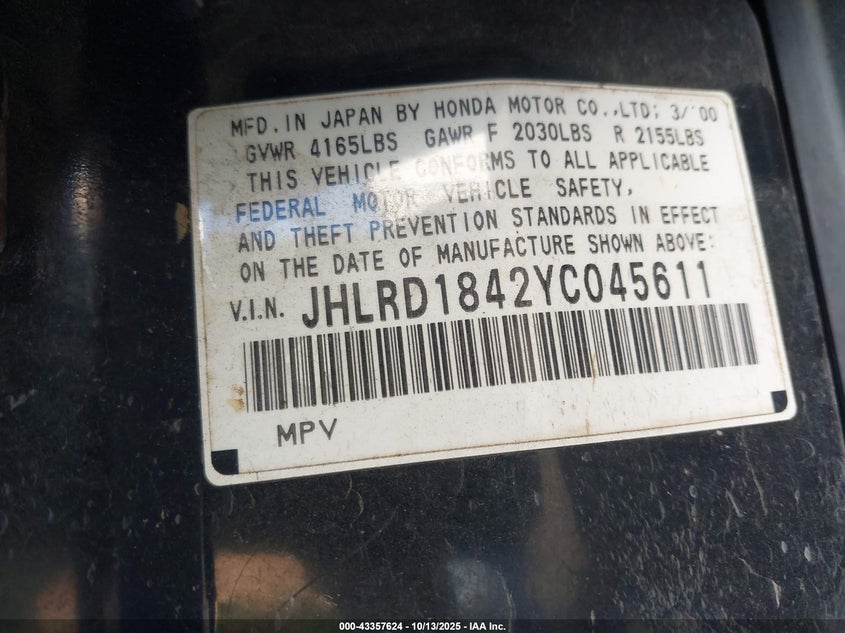 MFD.IN JAPAN BY HONDA MOTOR CO.,LTD; 3/'00
GVWR 4165LBS GAWR F 2030LBS R 2155LBS
THIS VEHICLE CONFORMS TO ALL APPLICABLE
FEDERAL MOTOR VEHICLE SAFETY,
AND THEFT PREVENTION STANDARDS IN EFFECT
ON THE DATE OF MANUFACTURE SHOWN ABOVE:
V.I.N. JHLRD1842YC045611
MPV
000-43357624 - 10/13/2025 - IAA Inc.